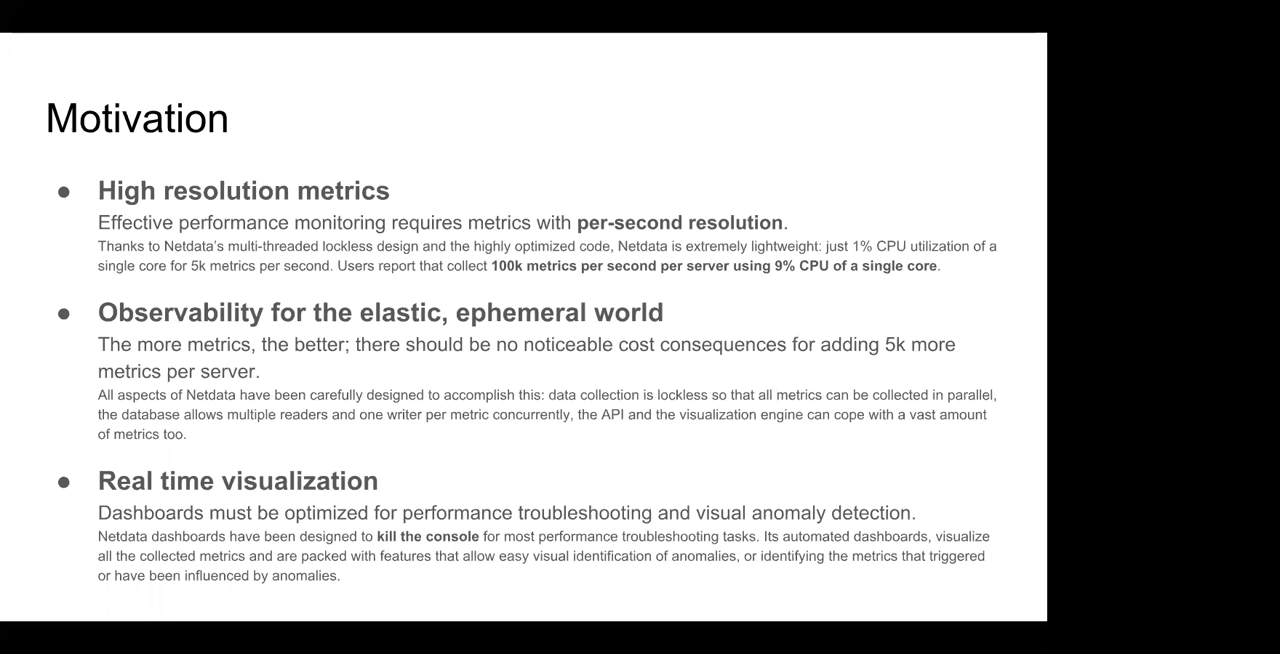 Motivation
● High resolution metrics
Effective performance monitoring requires metrics with per-second resolution.
Thanks to Netdata's multi-threaded lockless design and the highly optimized code, Netdata is extremely lightweight: just 1% CPU utilization of a
single core for 5k metrics per second. Users report that collect 100k metrics per second per server using 9% CPU of a single core.
● Observability for the elastic, ephemeral world
The more metrics, the better; there should be no noticeable cost consequences for adding 5k more
metrics per server.
All aspects of Netdata have been carefully designed to accomplish this: data collection is lockless so that all metrics can be collected in parallel,
the database allows multiple readers and one writer per metric concurrently, the API and the visualization engine can cope with a vast amount
of metrics too.
● Real time visualization
Dashboards must be optimized for performance troubleshooting and visual anomaly detection.
Netdata dashboards have been designed to kill the console for most performance troubleshooting tasks. Its automated dashboards, visualize
all the collected metrics and are packed with features that allow easy visual identification of anomalies, or identifying the metrics that triggered
or have been influenced by anomalies.